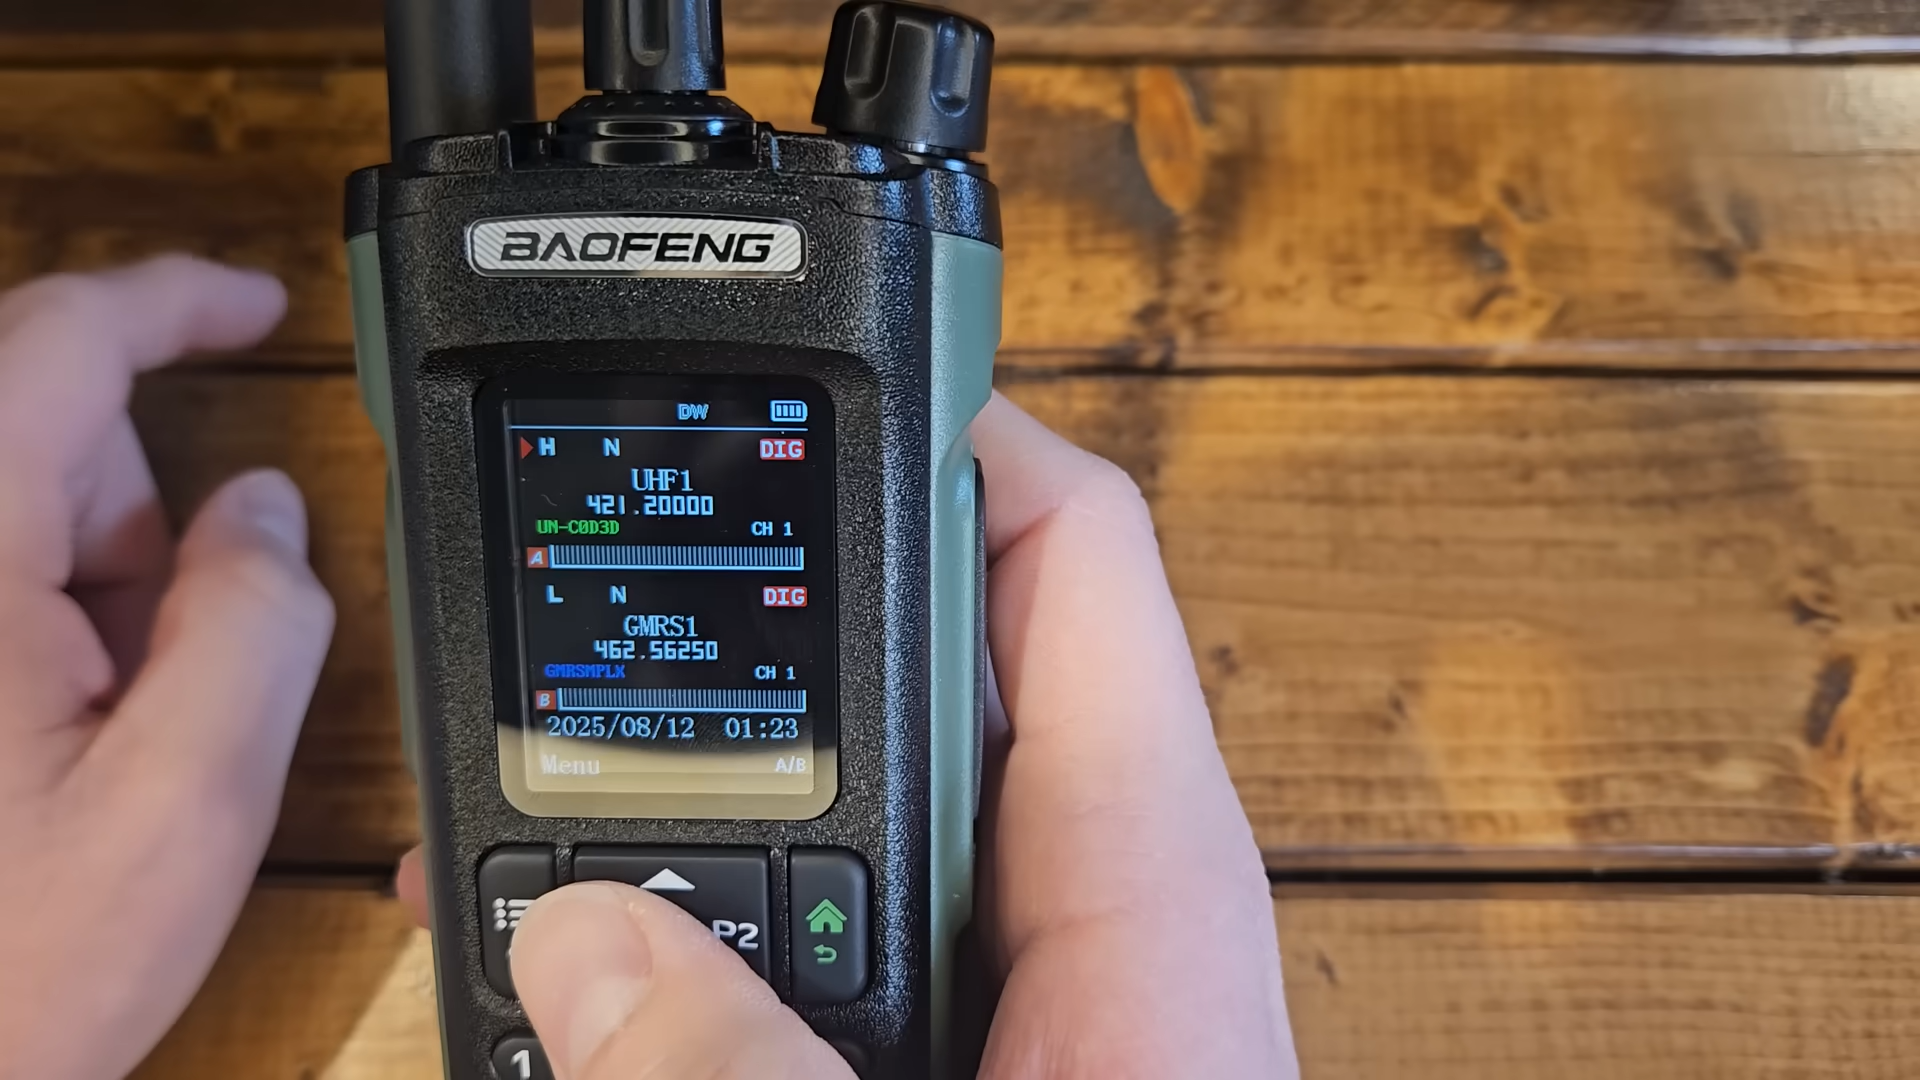 BAOFENG
DW
H N DIG
UHF1
421.20000
UN-C0D3D CH 1
A
L N DIG
GMRS1
462.56250
GMRSMPLX CH 1
B
2025/08/12 01:23
Menu A/B
P2
1